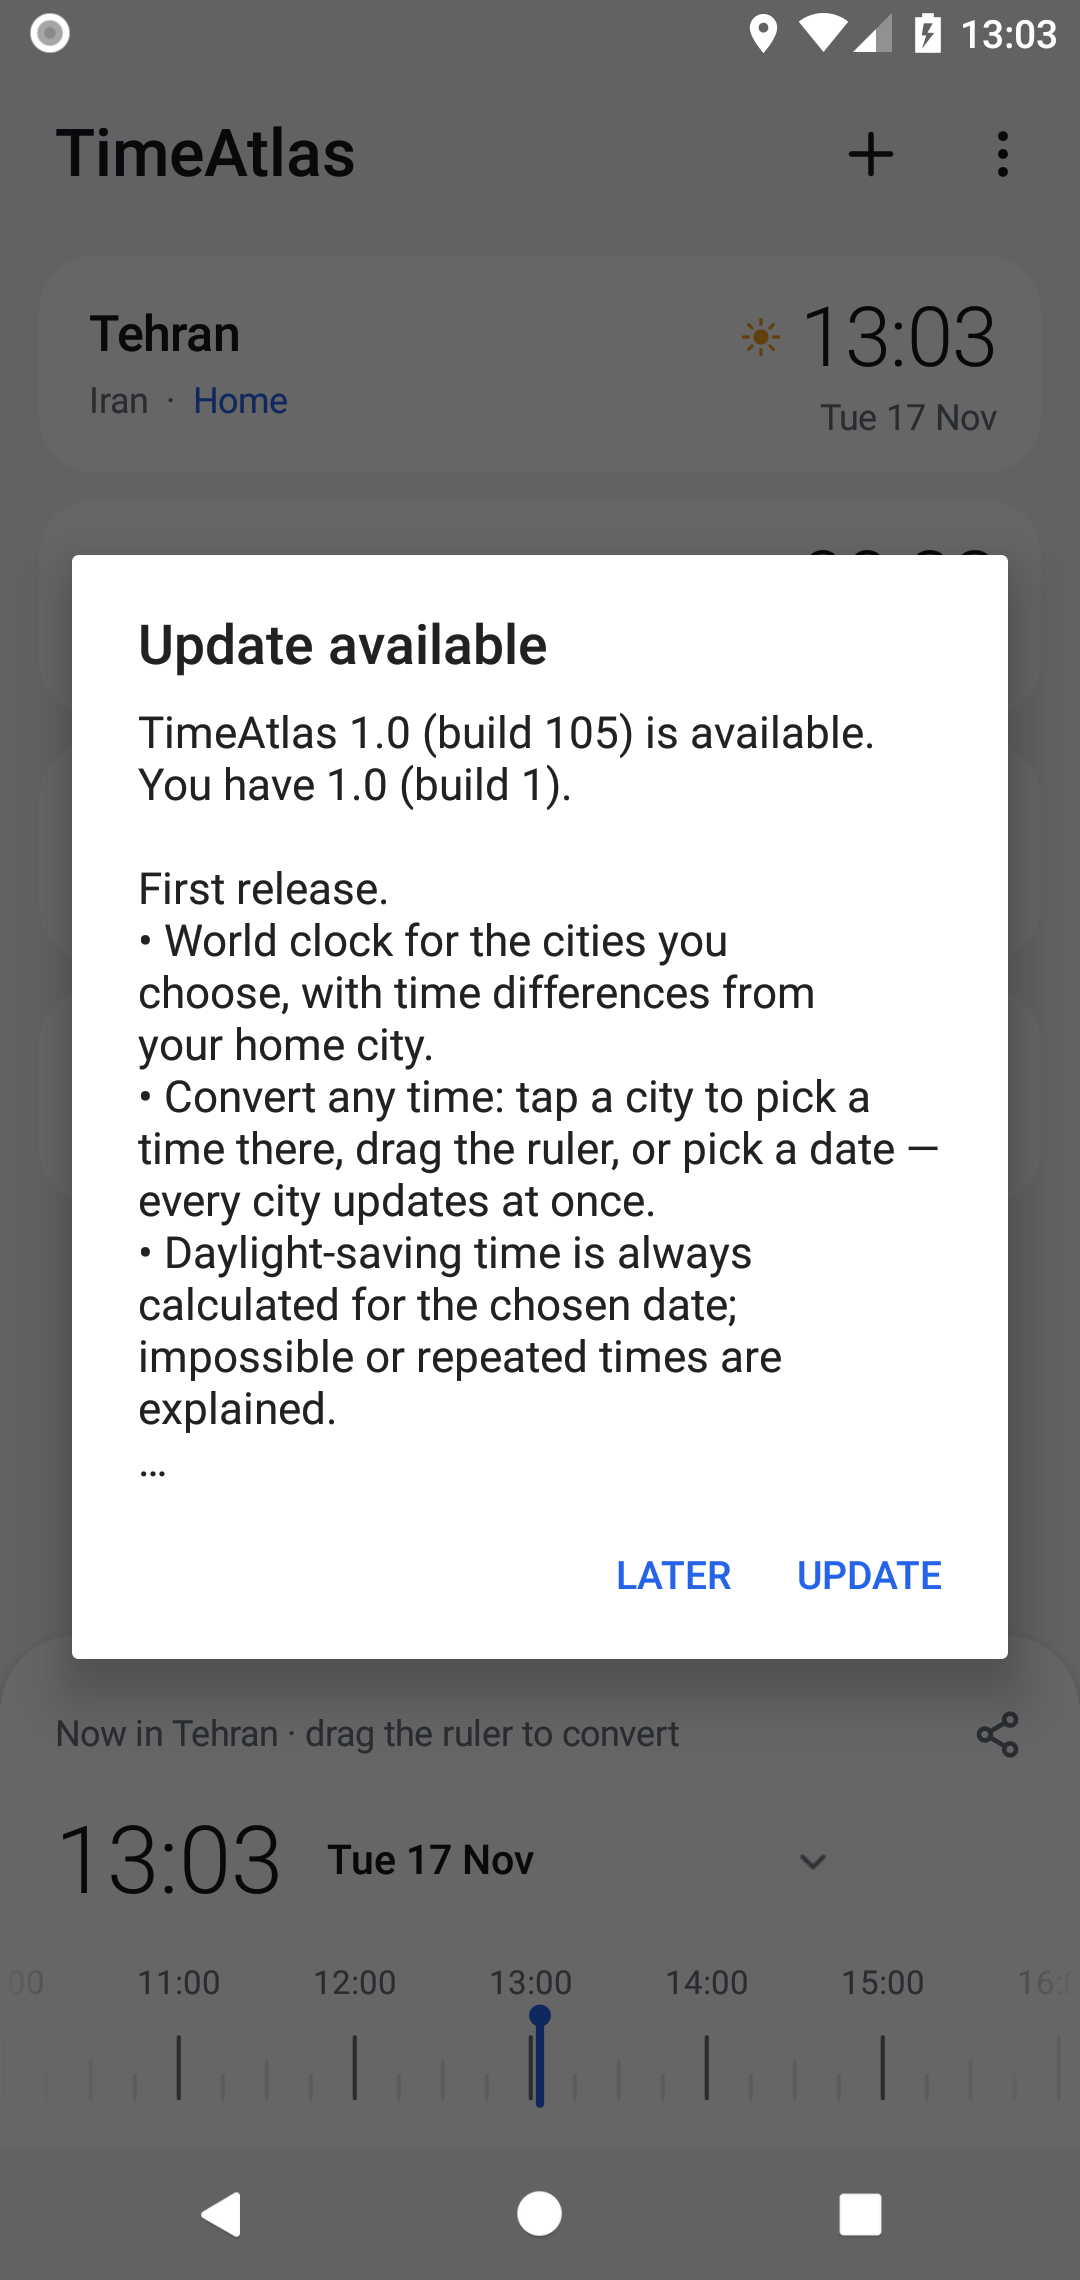 13:03
TimeAtlas
Tehran
13:03
Iran · Home
Tue 17 Nov
Update available
TimeAtlas 1.0 (build 105) is available.
You have 1.0 (build 1).
First release.
• World clock for the cities you
choose, with time differences from
your home city.
• Convert any time: tap a city to pick a
time there, drag the ruler, or pick a date —
every city updates at once.
• Daylight-saving time is always
calculated for the chosen date;
impossible or repeated times are
explained.
…
LATER UPDATE
Now in Tehran · drag the ruler to convert
13:03 Tue 17 Nov
00 11:00 12:00 13:00 14:00 15:00 16:0